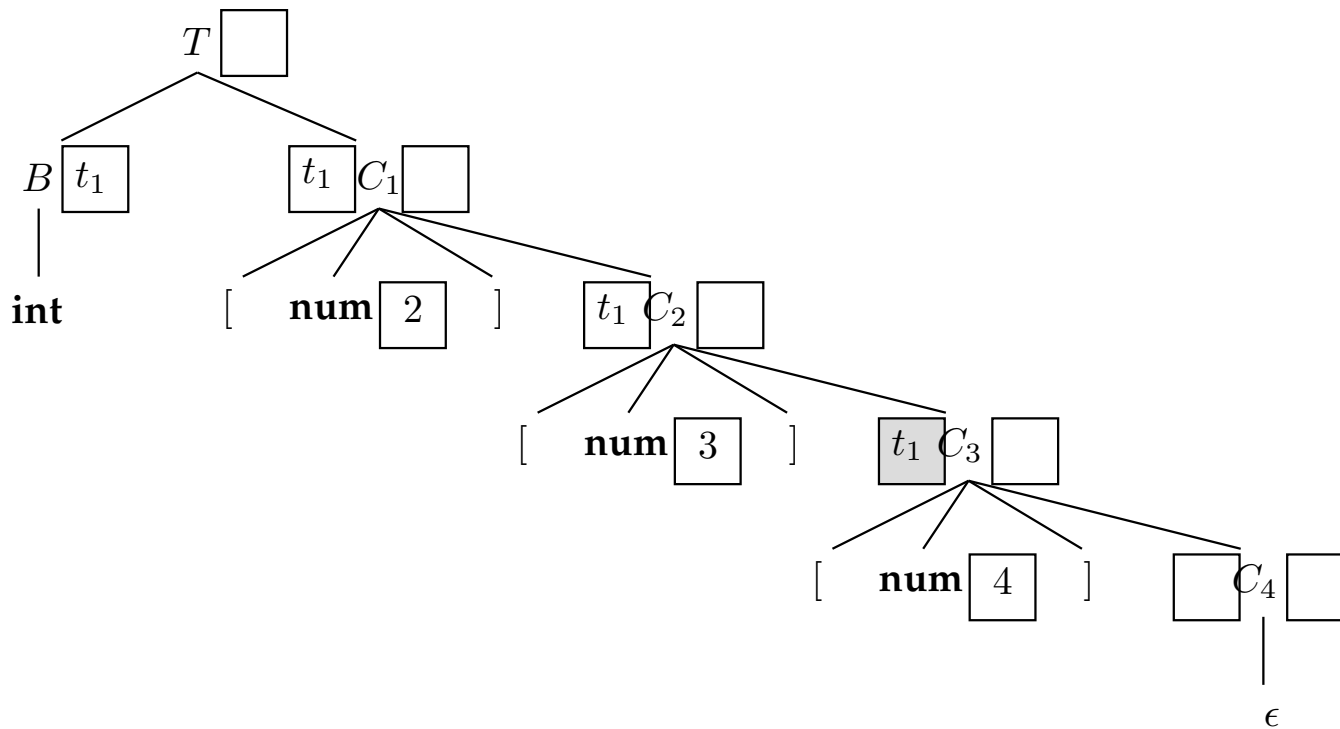 T
B t₁ t₁ C₁
int [ num 2 ] t₁ C₂
[ num 3 ] t₁ C₃
[ num 4 ] C₄
ϵ